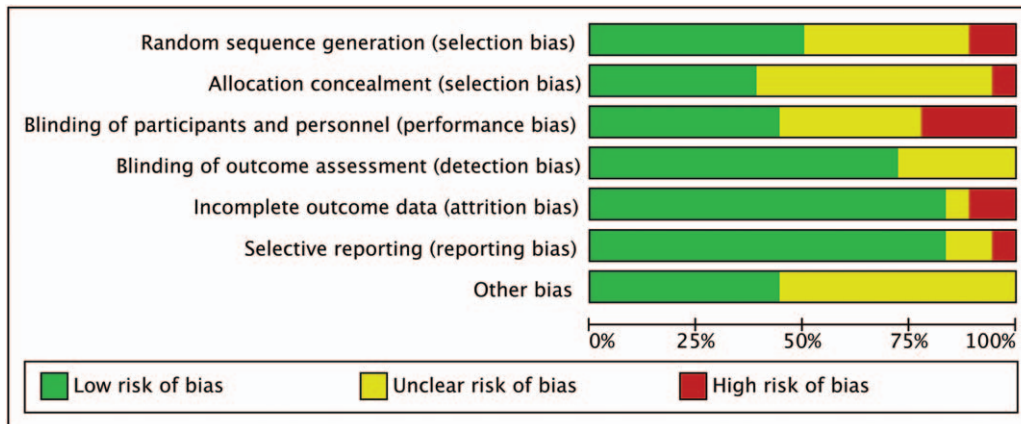 Random sequence generation (selection bias)
Allocation concealment (selection bias)
Blinding of participants and personnel (performance bias)
Blinding of outcome assessment (detection bias)
Incomplete outcome data (attrition bias)
Selective reporting (reporting bias)
Other bias
0% 25% 50% 75% 100%
Low risk of bias Unclear risk of bias High risk of bias